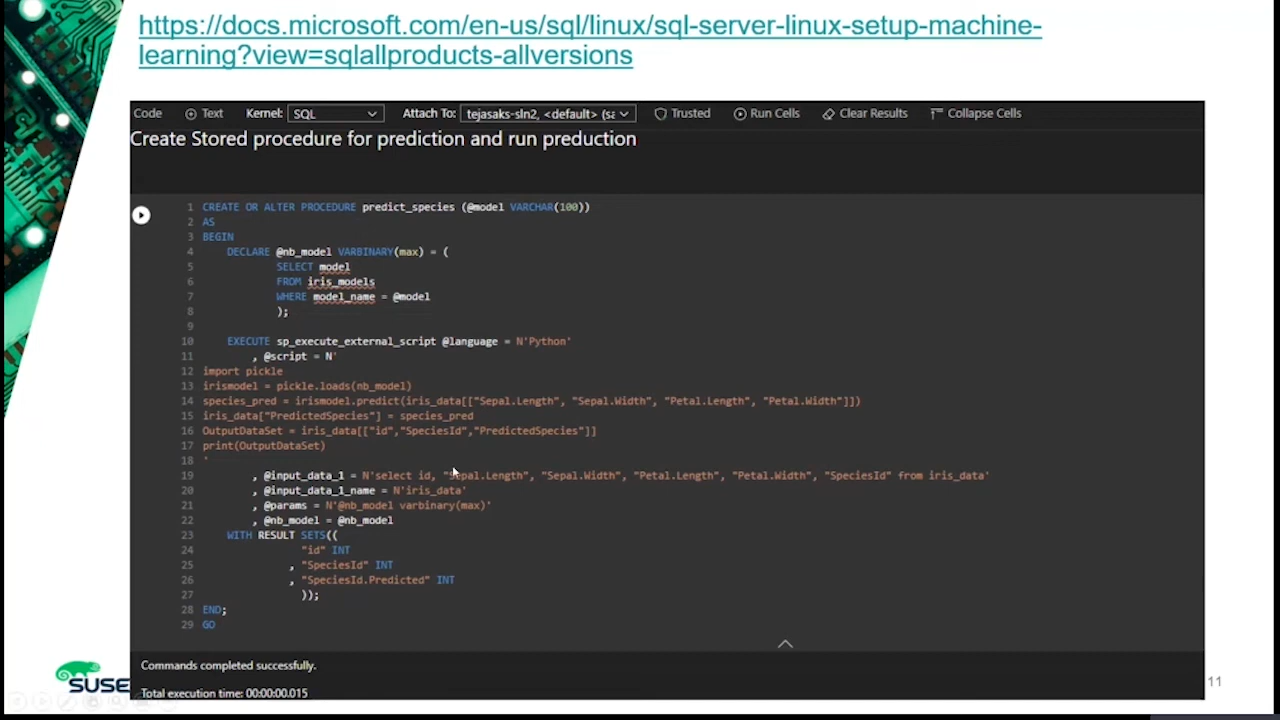 https://docs.microsoft.com/en-us/sql/linux/sql-server-linux-setup-machine-
learning?view=sqlallproducts-allversions
Code Text Kernel: SQL Attach To: tejasaks-sln2, <default> (sa Trusted Run Cells Clear Results Collapse Cells
Create Stored procedure for prediction and run preduction
1 CREATE OR ALTER PROCEDURE predict_species (@model VARCHAR(100))
2 AS
3 BEGIN
4 DECLARE @nb_model VARBINARY(max) = (
5 SELECT model
6 FROM iris_models
7 WHERE model_name = @model
8 );
9
10 EXECUTE sp_execute_external_script @language = N'Python'
11 , @script = N'
12 import pickle
13 irismodel = pickle.loads(nb_model)
14 species_pred = irismodel.predict(iris_data[["Sepal.Length", "Sepal.Width", "Petal.Length", "Petal.Width"]])
15 iris_data["PredictedSpecies"] = species_pred
16 OutputDataSet = iris_data[["id","SpeciesId","PredictedSpecies"]]
17 print(OutputDataSet)
18 '
19 , @input_data_1 = N'select id, "Sepal.Length", "Sepal.Width", "Petal.Length", "Petal.Width", "SpeciesId" from iris_data'
20 , @input_data_1_name = N'iris_data'
21 , @params = N'@nb_model varbinary(max)'
22 , @nb_model = @nb_model
23 WITH RESULT SETS((
24 "id" INT
25 , "SpeciesId" INT
26 , "SpeciesId.Predicted" INT
27 ));
28 END;
29 GO
Commands completed successfully.
Total execution time: 00:00:00.015
SUSE
11